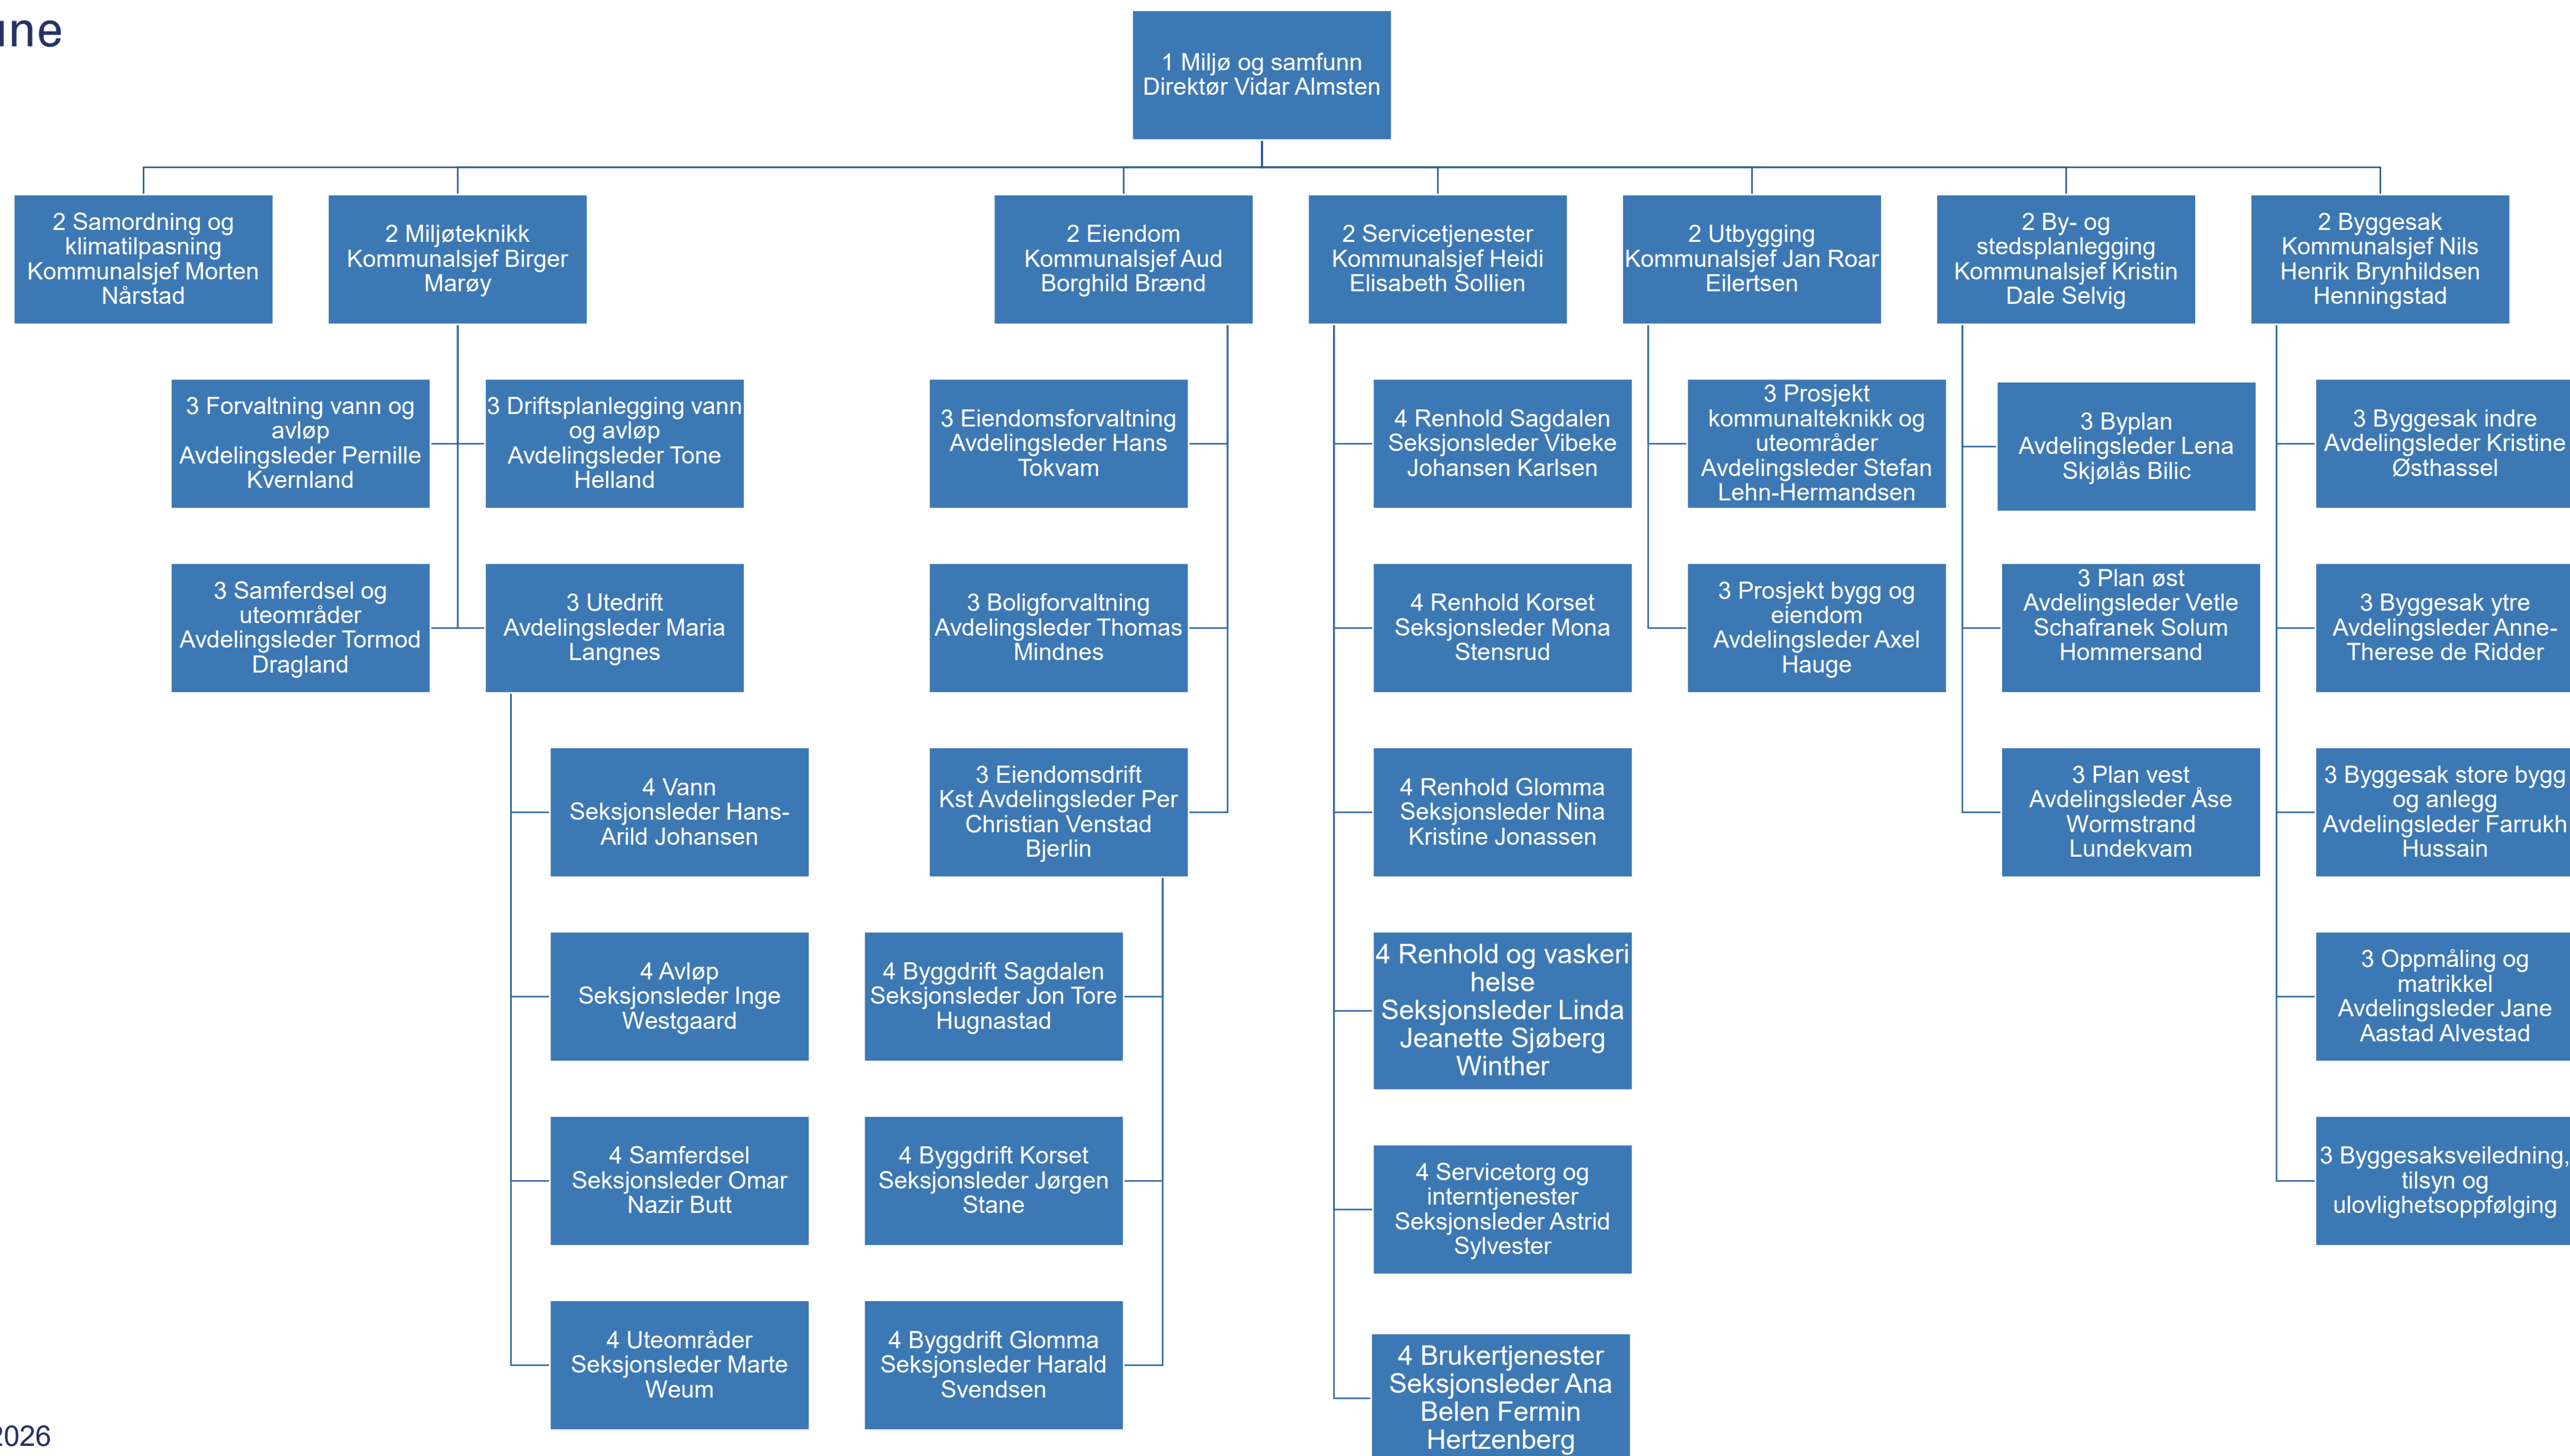 1 Miljø og samfunn
Direktør Vidar Almsten
2 Samordning og
klimatilpasning
Kommunalsjef Morten
Nårstad
2 Miljøteknikk
Kommunalsjef Birger
Marøy
2 Eiendom
Kommunalsjef Aud
Borghild Brænd
2 Servicetjenester
Kommunalsjef Heidi
Elisabeth Sollien
2 Utbygging
Kommunalsjef Jan Roar
Eilertsen
2 By- og
stedsplanlegging
Kommunalsjef Kristin
Dale Selvig
2 Byggesak
Kommunalsjef Nils
Henrik Brynhildsen
Henningstad
3 Forvaltning vann og
avløp
Avdelingsleder Pernille
Kvernland
3 Driftsplanlegging vann
og avløp
Avdelingsleder Tone
Helland
3 Samferdsel og
uteområder
Avdelingsleder Tormod
Dragland
3 Utedrift
Avdelingsleder Maria
Langnes
4 Vann
Seksjonsleder Hans-
Arild Johansen
4 Avløp
Seksjonsleder Inge
Westgaard
4 Samferdsel
Seksjonsleder Omar
Nazir Butt
4 Uteområder
Seksjonsleder Marte
Weum
3 Eiendomsforvaltning
Avdelingsleder Hans
Tokvam
3 Boligforvaltning
Avdelingsleder Thomas
Mindnes
3 Eiendomsdrift
Kst Avdelingsleder Per
Christian Venstad
Bjerlin
4 Byggdrift Sagdalen
Seksjonsleder Jon Tore
Hugnastad
4 Byggdrift Korset
Seksjonsleder Jørgen
Stane
4 Byggdrift Glomma
Seksjonsleder Harald
Svendsen
4 Renhold Sagdalen
Seksjonsleder Vibeke
Johansen Karlsen
4 Renhold Korset
Seksjonsleder Mona
Stensrud
4 Renhold Glomma
Seksjonsleder Nina
Kristine Jonassen
4 Renhold og vaskeri
helse
Seksjonsleder Linda
Jeanette Sjøberg
Winther
4 Servicetorg og
interntjenester
Seksjonsleder Astrid
Sylvester
4 Brukertjenester
Seksjonsleder Ana
Belen Fermin
Hertzenberg
3 Prosjekt
kommunalteknikk og
uteområder
Avdelingsleder Stefan
Lehn-Hermandsen
3 Prosjekt bygg og
eiendom
Avdelingsleder Axel
Hauge
3 Byplan
Avdelingsleder Lena
Skjølås Bilic
3 Plan øst
Avdelingsleder Vetle
Schafranek Solum
Hommersand
3 Plan vest
Avdelingsleder Åse
Wormstrand
Lundekvam
3 Byggesak indre
Avdelingsleder Kristine
Østhassel
3 Byggesak ytre
Avdelingsleder Anne-
Therese de Ridder
3 Byggesak store bygg
og anlegg
Avdelingsleder Farrukh
Hussain
3 Oppmåling og
matrikkel
Avdelingsleder Jane
Aastad Alvestad
3 Byggesaksveiledning,
tilsyn og
ulovlighetsoppfølging